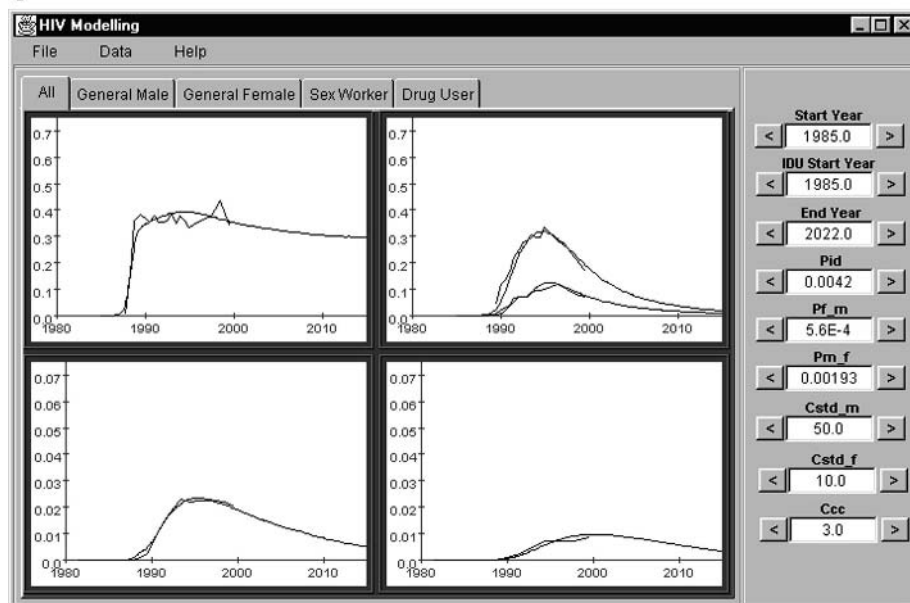 HIV Modelling
File Data Help
All General Male General Female Sex Worker Drug User
0.7
0.6
0.5
0.4
0.3
0.2
0.1
0.0
1980 1990 2000 2010
0.7
0.6
0.5
0.4
0.3
0.2
0.1
0.0
1980 1990 2000 2010
0.07
0.06
0.05
0.04
0.03
0.02
0.01
0.0
1980 1990 2000 2010
0.07
0.06
0.05
0.04
0.03
0.02
0.01
0.0
1980 1990 2000 2010
Start Year
< 1985.0 >
IDU Start Year
< 1985.0 >
End Year
< 2022.0 >
Pid
< 0.0042 >
Pf_m
< 5.6E-4 >
Pm_f
< 0.00193 >
Cstd_m
< 50.0 >
Cstd_f
< 10.0 >
Ccc
< 3.0 >